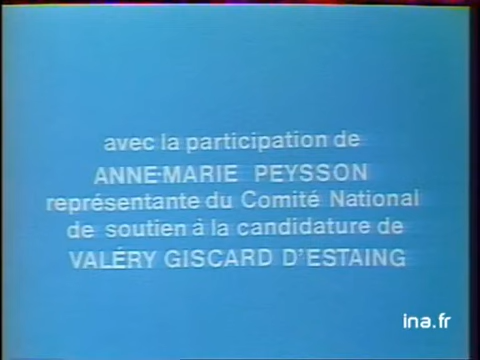 avec la participation de
ANNE-MARIE PEYSSON
représentante du Comité National
de soutien à la candidature de
VALÉRY GISCARD D'ESTAING
ina.fr